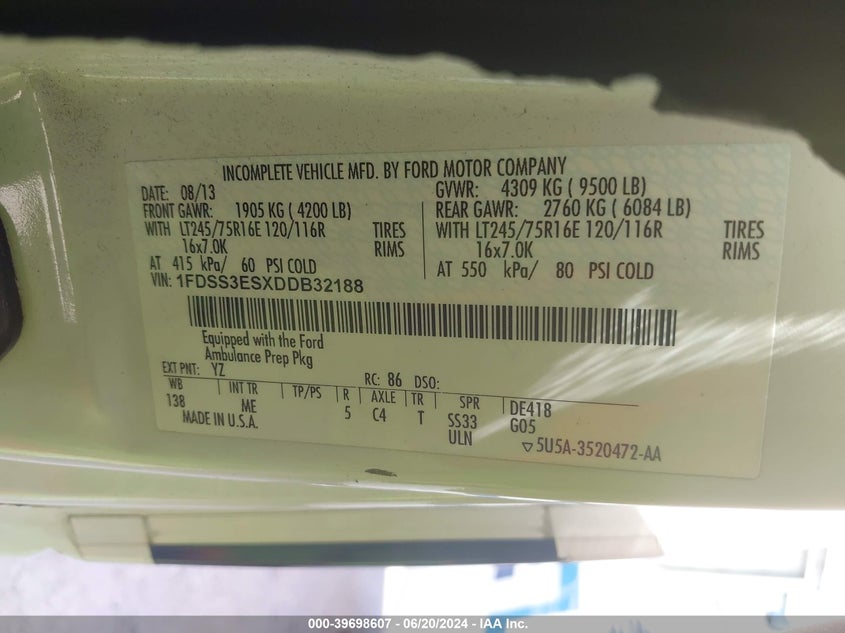 INCOMPLETE VEHICLE MFD. BY FORD MOTOR COMPANY
DATE: 08/13 GVWR: 4309 KG ( 9500 LB)
FRONT GAWR: 1905 KG ( 4200 LB) REAR GAWR: 2760 KG ( 6084 LB)
WITH LT245/75R16E 120/116R TIRES WITH LT245/75R16E 120/116R TIRES
16x7.0K RIMS 16x7.0K RIMS
AT 415 kPa/ 60 PSI COLD AT 550 kPa/ 80 PSI COLD
VIN: 1FDSS3ESXDDB32188
Equipped with the Ford
Ambulance Prep Pkg
EXT PNT: YZ RC: 86 DSO:
WB INT TR TP/PS R AXLE TR SPR DE418
138 ME 5 C4 T SS33 G05
MADE IN U.S.A. ULN ▽5U5A-3520472-AA
000-39698607 - 06/20/2024 - IAA Inc.